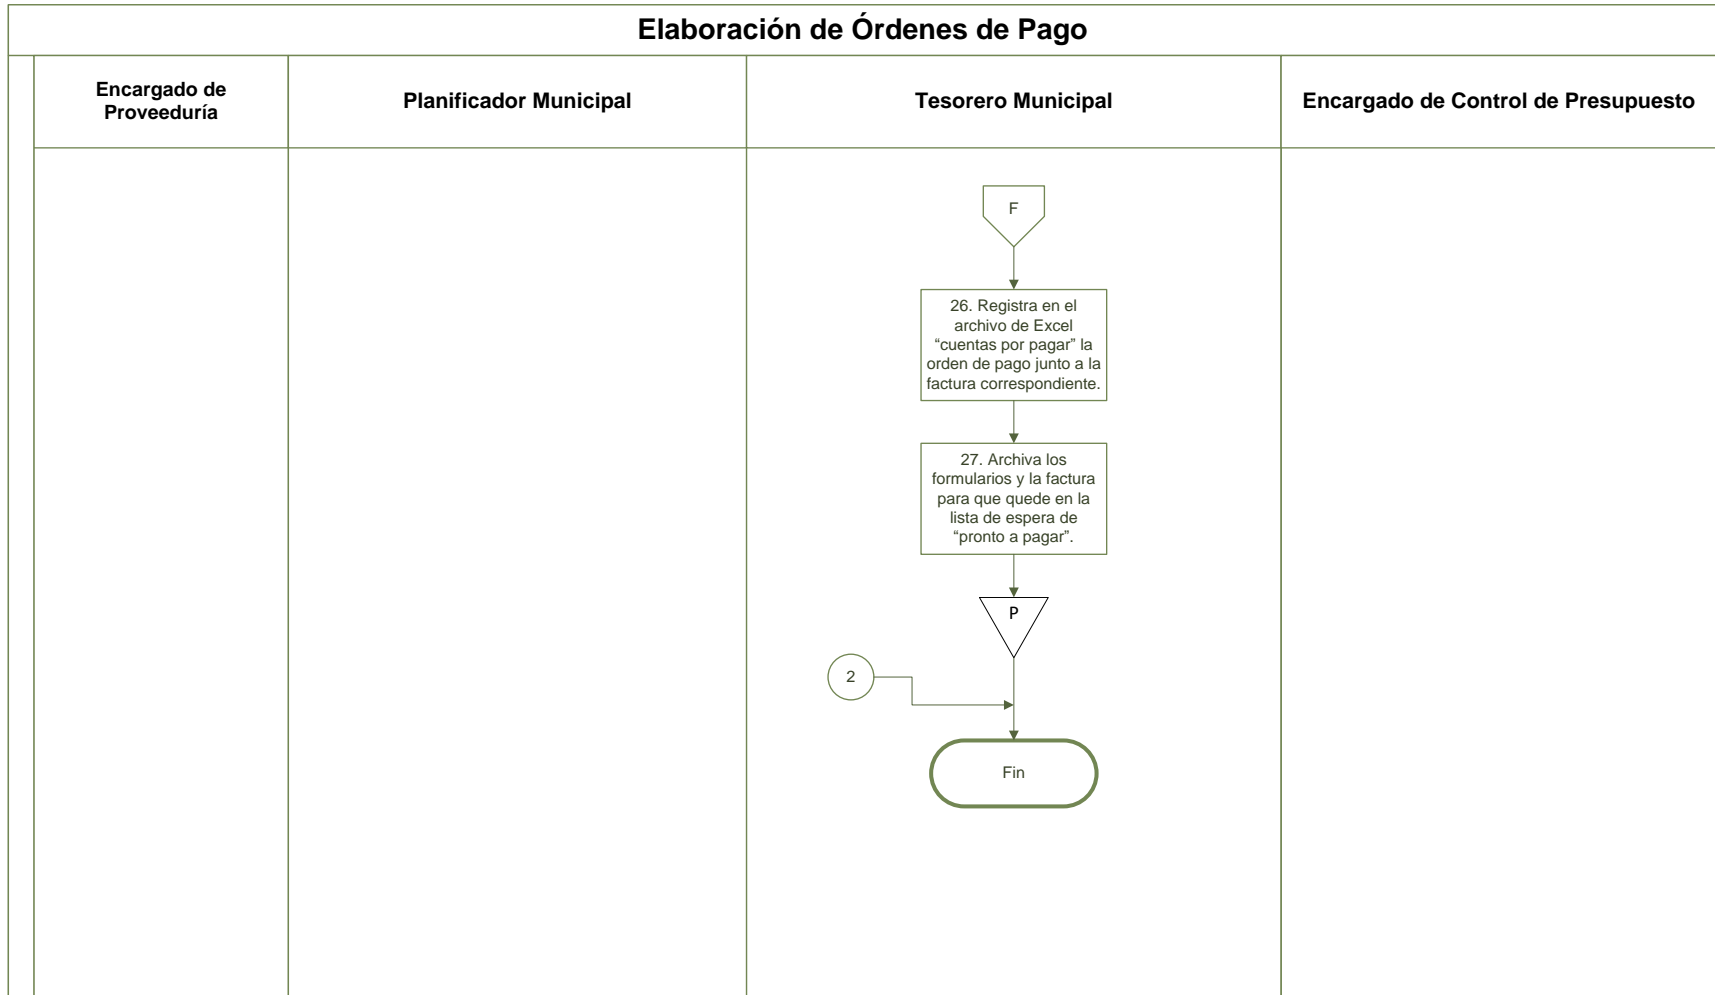 Elaboración de Órdenes de Pago
Encargado de
Proveeduría
Planificador Municipal
Tesorero Municipal
Encargado de Control de Presupuesto
F
26. Registra en el
archivo de Excel
“cuentas por pagar” la
orden de pago junto a la
factura correspondiente.
27. Archiva los
formularios y la factura
para que quede en la
lista de espera de
“pronto a pagar”.
P
2
Fin